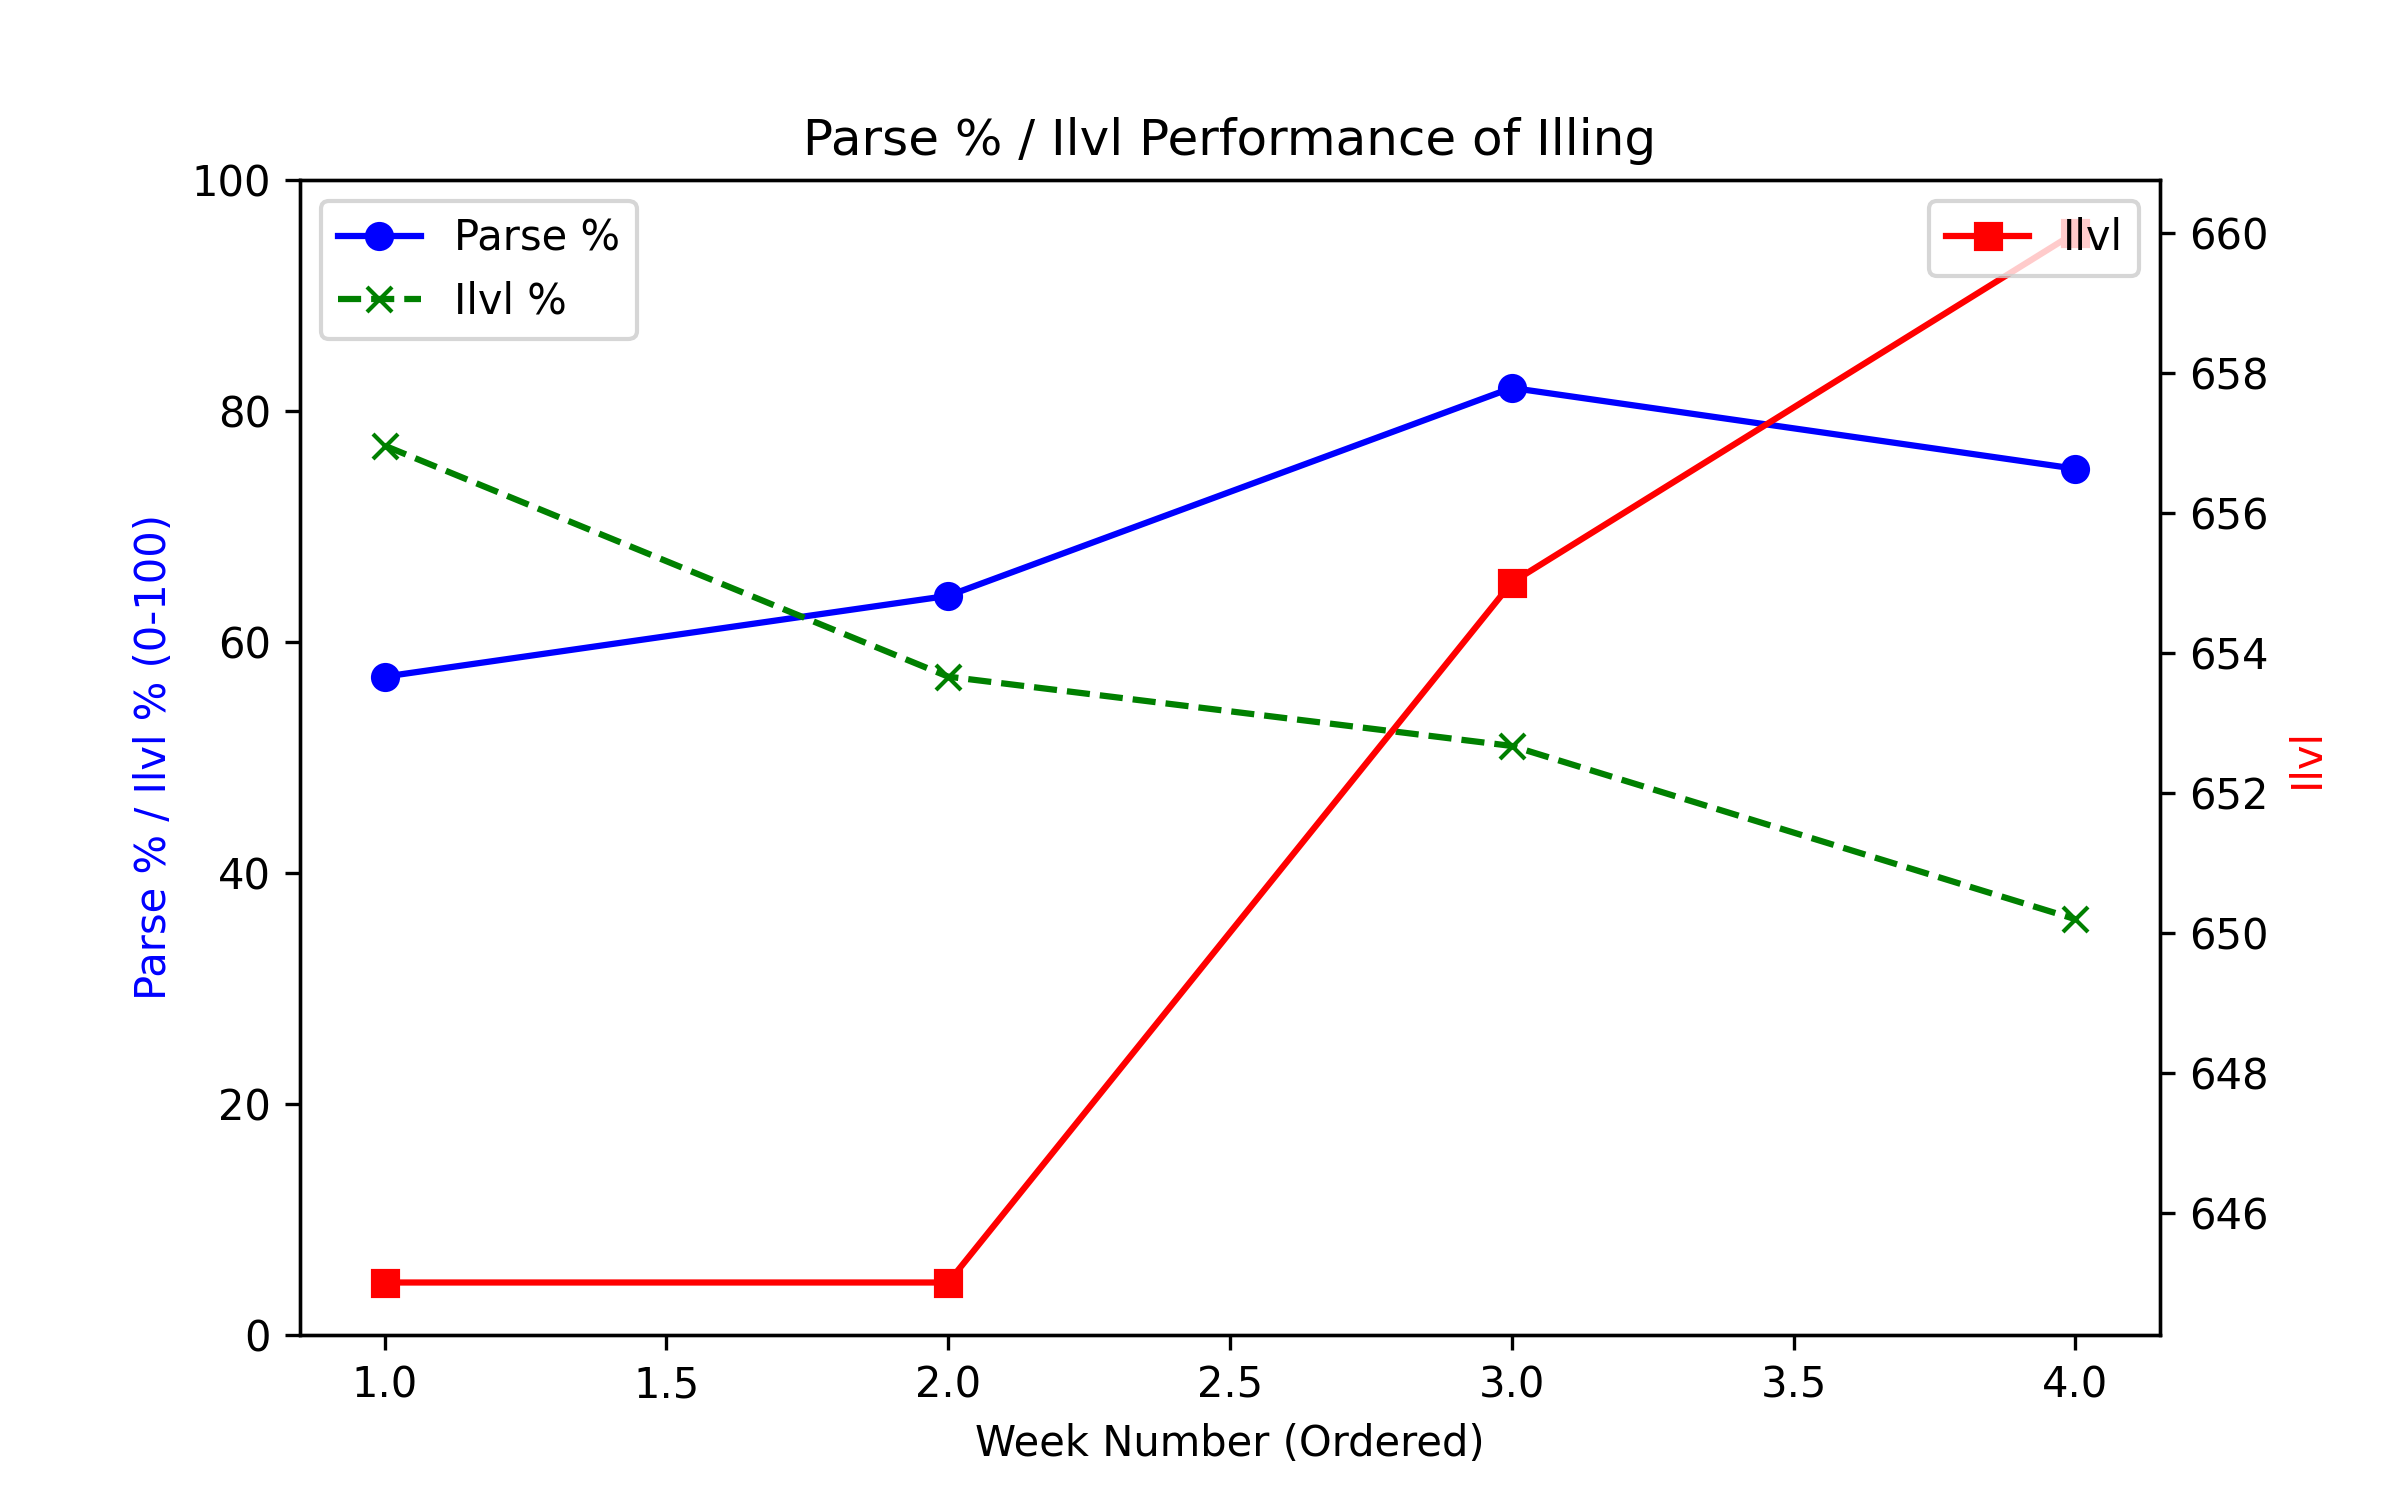 Parse % / Ilvl Performance of Illing
Parse %
Ilvl %
Ilvl
Parse % / Ilvl % (0-100)
100
80
60
40
20
0
660
658
656
654
652
650
648
646
Ilvl
1.0 1.5 2.0 2.5 3.0 3.5 4.0
Week Number (Ordered)